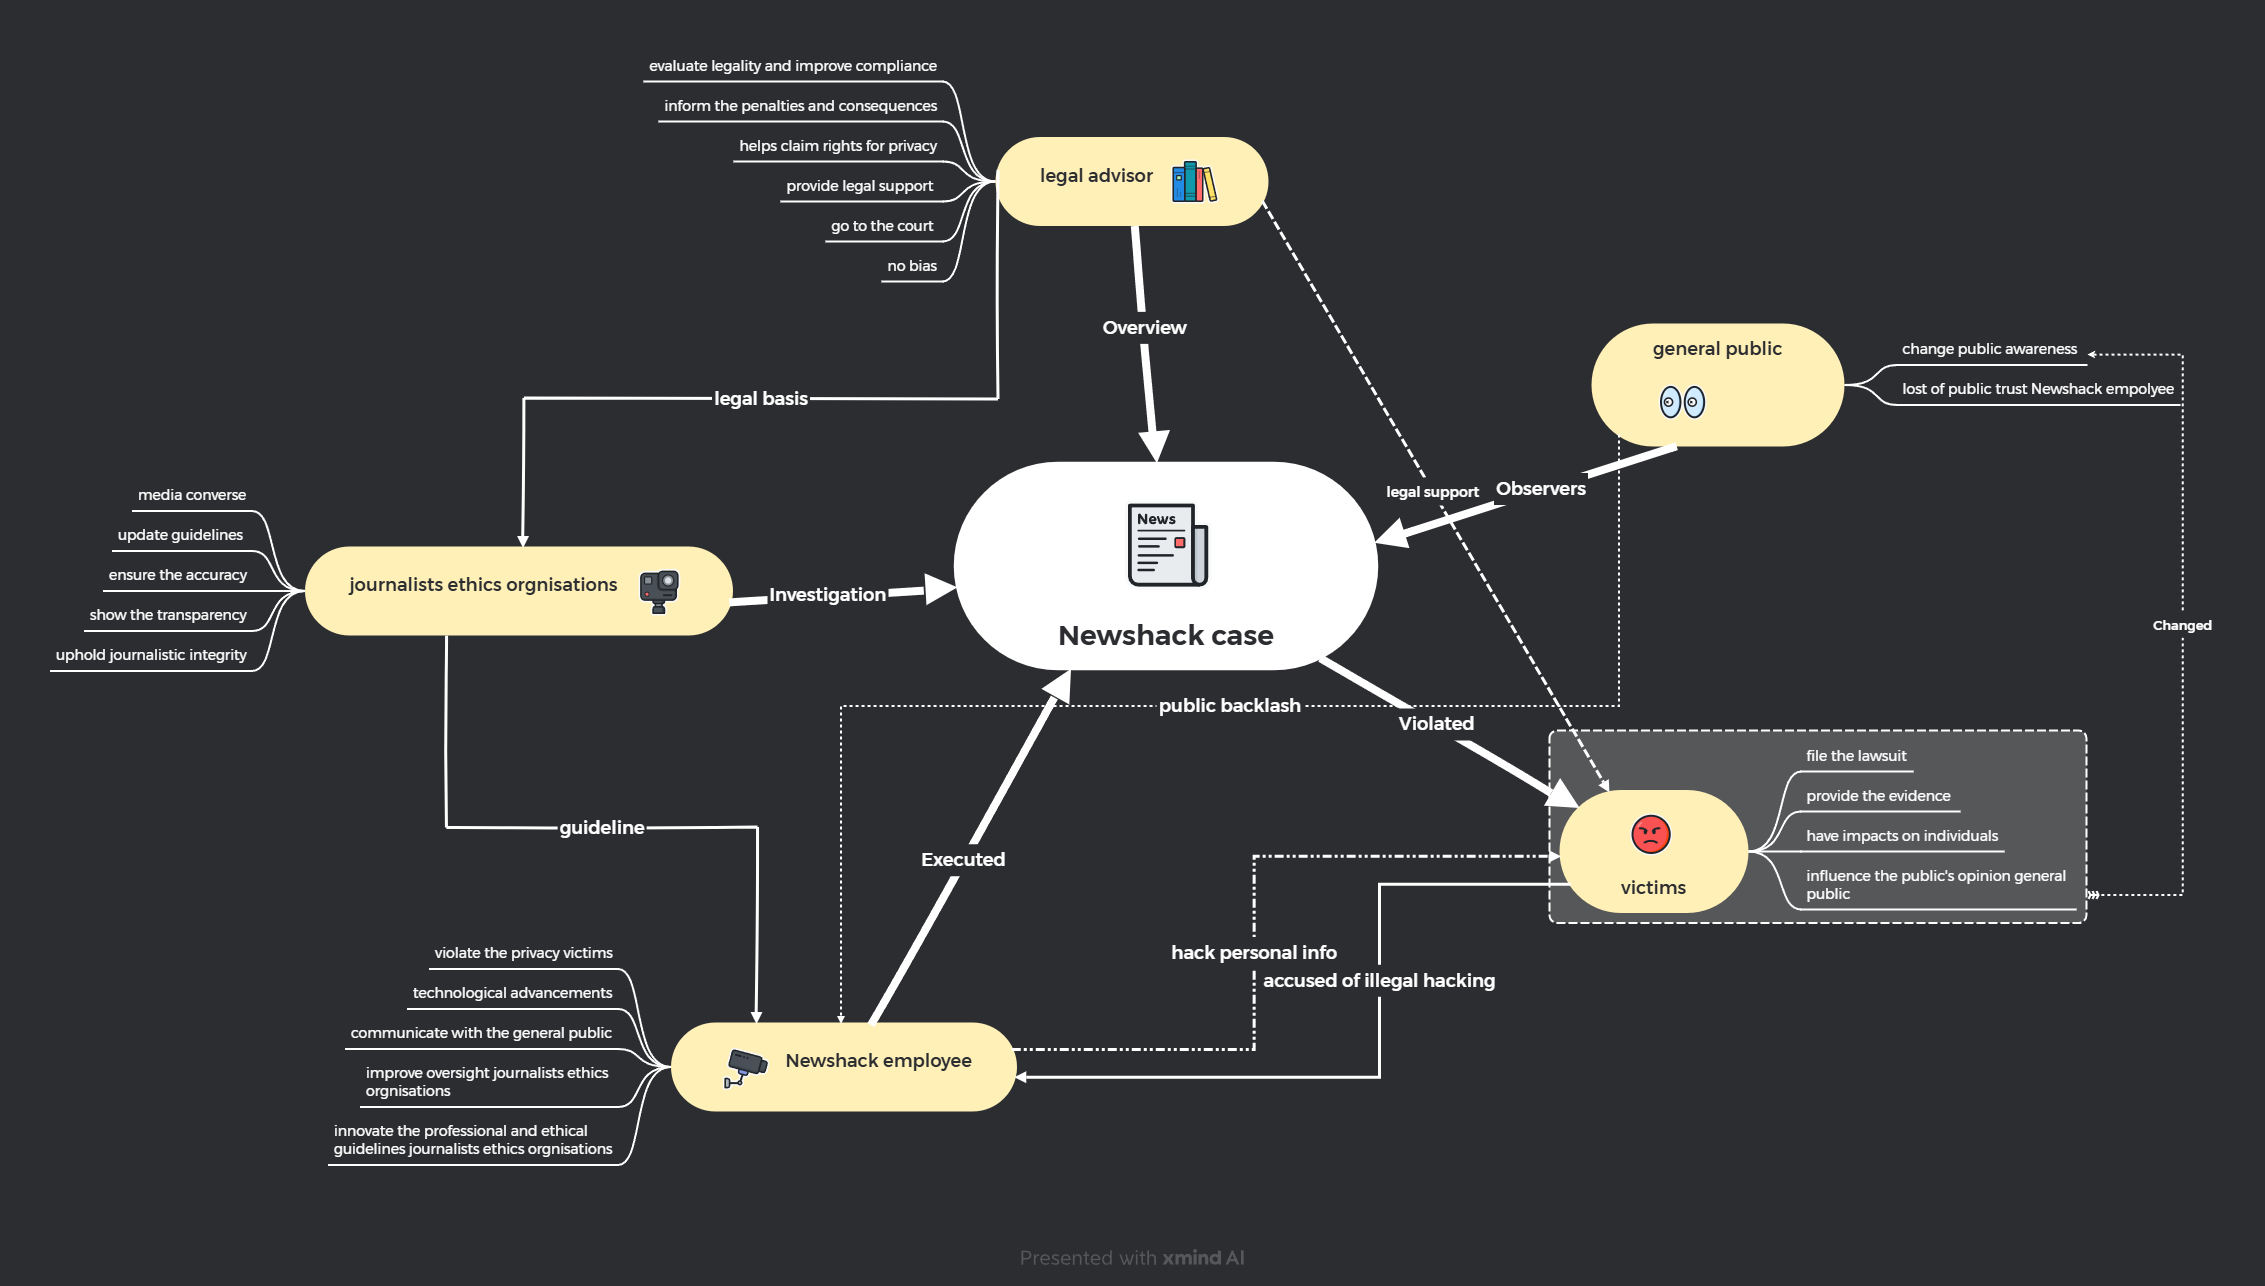 evaluate legality and improve compliance
inform the penalties and consequences
helps claim rights for privacy
provide legal support
go to the court
no bias
legal advisor
Overview
legal basis
general public
change public awareness
lost of public trust Newshack empolyee
legal support
Observers
media converse
update guidelines
ensure the accuracy
show the transparency
uphold journalistic integrity
journalists ethics orgnisations
Investigation
News
Newshack case
Changed
public backlash
Violated
file the lawsuit
provide the evidence
have impacts on individuals
influence the public's opinion general
public
victims
guideline
Executed
hack personal info
accused of illegal hacking
violate the privacy victims
technological advancements
communicate with the general public
improve oversight journalists ethics
orgnisations
innovate the professional and ethical
guidelines journalists ethics orgnisations
Newshack employee
Presented with xmind AI